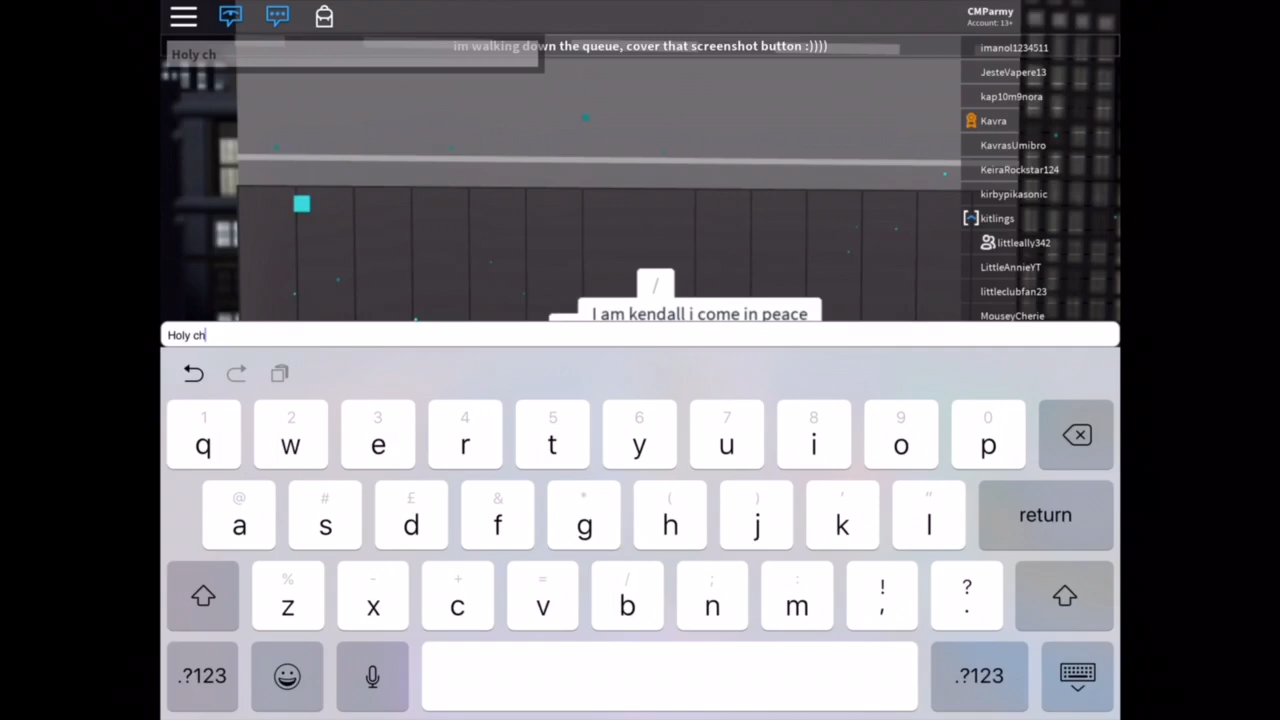 CMParmy
Account: 13+
im walking down the queue, cover that screenshot button :))))
Holy ch
imanol1234511
JesteVapere13
kap10m9nora
Kavra
KavrasUmibro
KeiraRockstar124
kirbypikasonic
kitlings
littleally342
LittleAnnieYT
littleclubfan23
MouseyCherie
/
I am kendall i come in peace
Holy ch
1 2 3 4 5 6 7 8 9 0
q w e r t y u i o p
@ # £ & * ( ) ' "
a s d f g h j k l return
% - + = / ; : ! ?
z x c v b n m , .
.?123 .?123